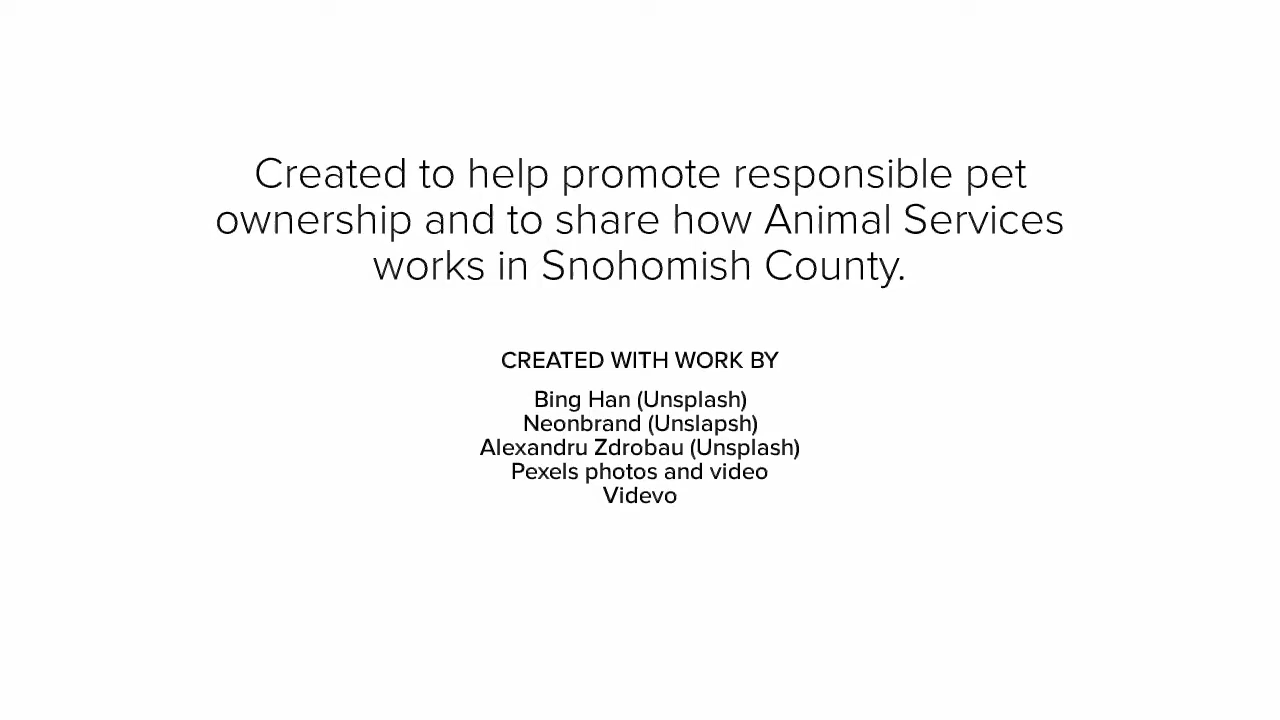 Created to help promote responsible pet
ownership and to share how Animal Services
works in Snohomish County.
CREATED WITH WORK BY
Bing Han (Unsplash)
Neonbrand (Unslapsh)
Alexandru Zdrobau (Unsplash)
Pexels photos and video
Videvo